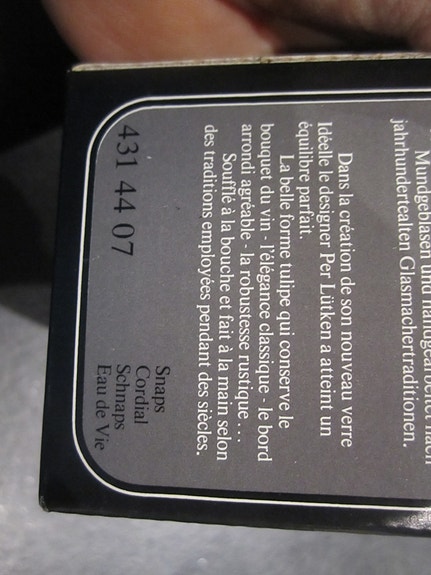 Mundgeblasen und handgearbeitet nach
jahrhundertealten Glasmachertraditionen.
Dans la création de son nouveau verre
Idéelle le designer Per Lütken a atteint un
équilibre parfait.
La belle forme tulipe qui conserve le
bouquet du vin - l'élégance classique - le bord
arrondi agréable - la robustesse rustique ...
Soufflé à la bouche et fait à la main selon
des traditions employées pendant des siècles.
431 44 07
Snaps
Cordial
Schnaps
Eau de Vie